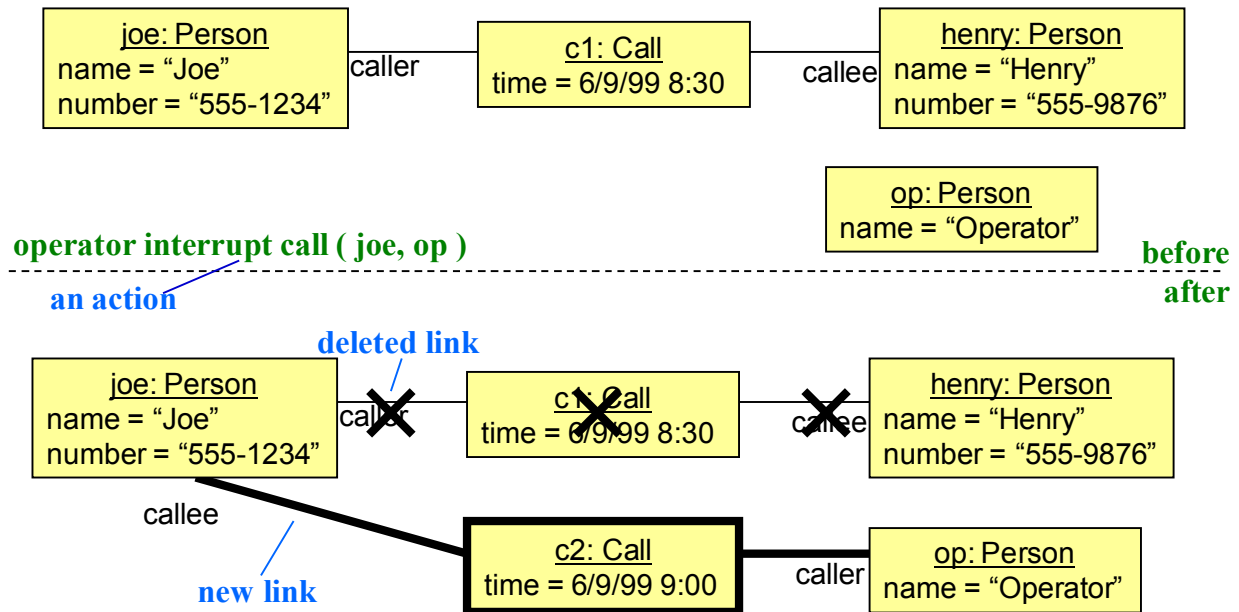 joe: Person
name = “Joe”
number = “555-1234”
caller
c1: Call
time = 6/9/99 8:30
callee
henry: Person
name = “Henry”
number = “555-9876”
op: Person
name = “Operator”
operator interrupt call ( joe, op )
before
an action
after
deleted link
joe: Person
name = “Joe”
number = “555-1234”
caller
c1: Call
time = 6/9/99 8:30
callee
henry: Person
name = “Henry”
number = “555-9876”
callee
new link
c2: Call
time = 6/9/99 9:00
caller
op: Person
name = “Operator”